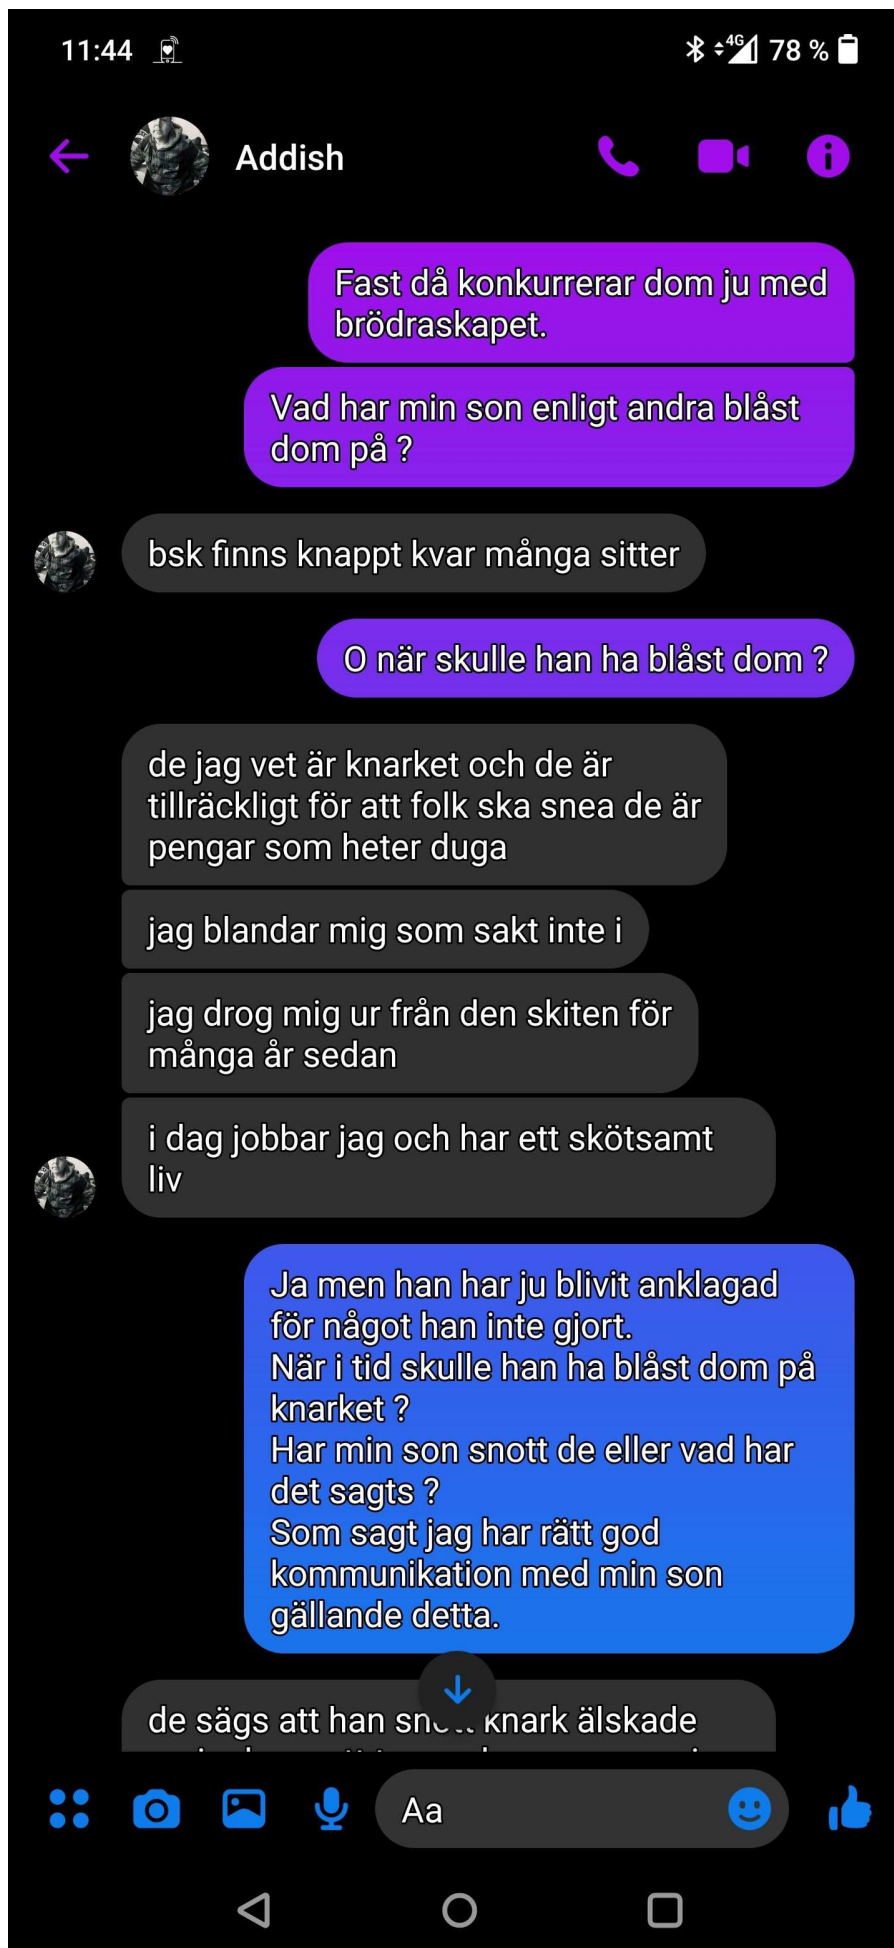 11:44
4G 78 %
Addish
Fast då konkurrerar dom ju med
brödraskapet.
Vad har min son enligt andra blåst
dom på ?
bsk finns knappt kvar många sitter
O när skulle han ha blåst dom ?
de jag vet är knarket och de är
tillräckligt för att folk ska snea de är
pengar som heter duga
jag blandar mig som sakt inte i
jag drog mig ur från den skiten för
många år sedan
i dag jobbar jag och har ett skötsamt
liv
Ja men han har ju blivit anklagad
för något han inte gjort.
När i tid skulle han ha blåst dom på
knarket ?
Har min son snott de eller vad har
det sagts ?
Som sagt jag har rätt god
kommunikation med min son
gällande detta.
de sägs att han snott knark älskade
Aa